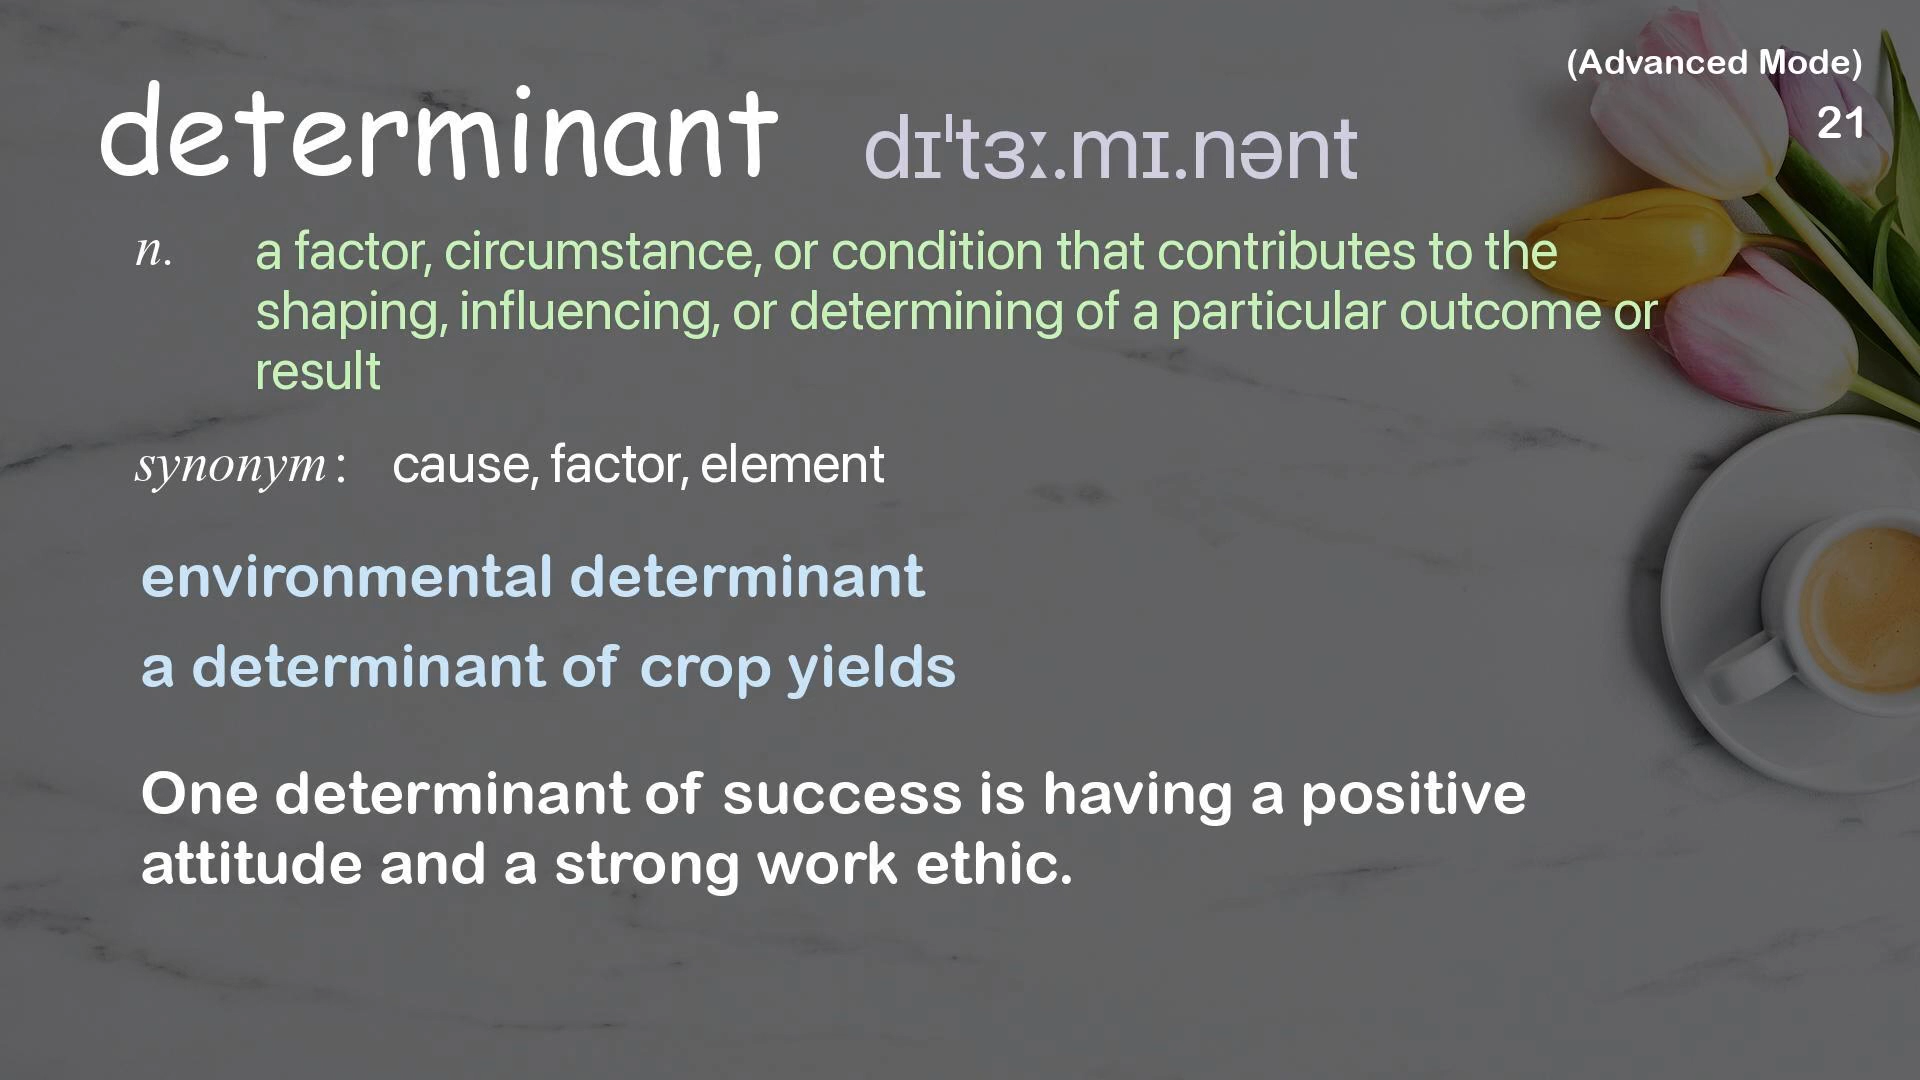 (Advanced Mode)
21
determinant dɪˈtɜː.mɪ.nənt
n. a factor, circumstance, or condition that contributes to the
shaping, influencing, or determining of a particular outcome or
result
synonym: cause, factor, element
environmental determinant
a determinant of crop yields
One determinant of success is having a positive
attitude and a strong work ethic.